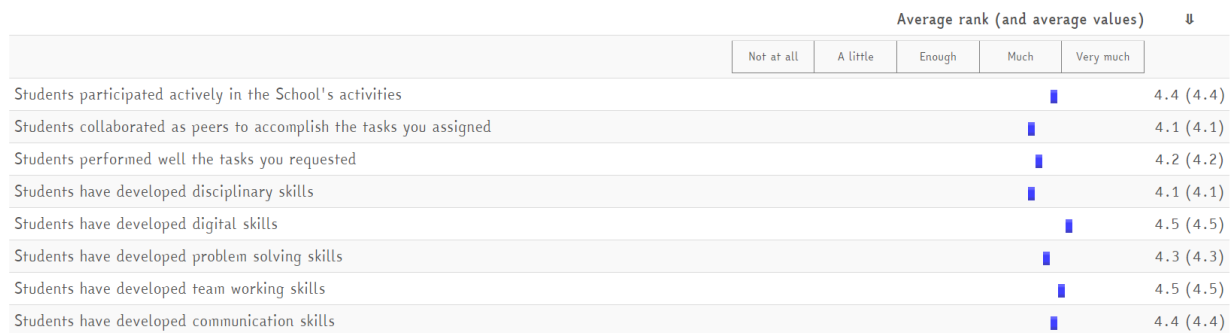 Average rank (and average values) ⇓
Not at all A little Enough Much Very much
Students participated actively in the School's activities 4.4 (4.4)
Students collaborated as peers to accomplish the tasks you assigned 4.1 (4.1)
Students performed well the tasks you requested 4.2 (4.2)
Students have developed disciplinary skills 4.1 (4.1)
Students have developed digital skills 4.5 (4.5)
Students have developed problem solving skills 4.3 (4.3)
Students have developed team working skills 4.5 (4.5)
Students have developed communication skills 4.4 (4.4)